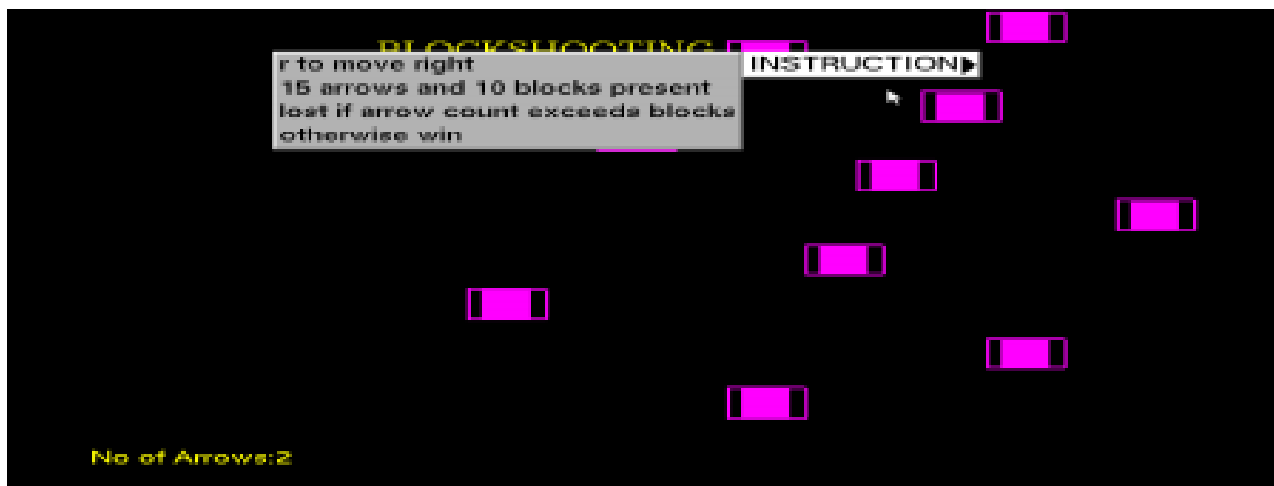 BLOCKSHOOTING
r to move right
INSTRUCTION
15 arrows and 10 blocks present
lost if arrow count exceeds blocks
otherwise win
No of Arrows:2